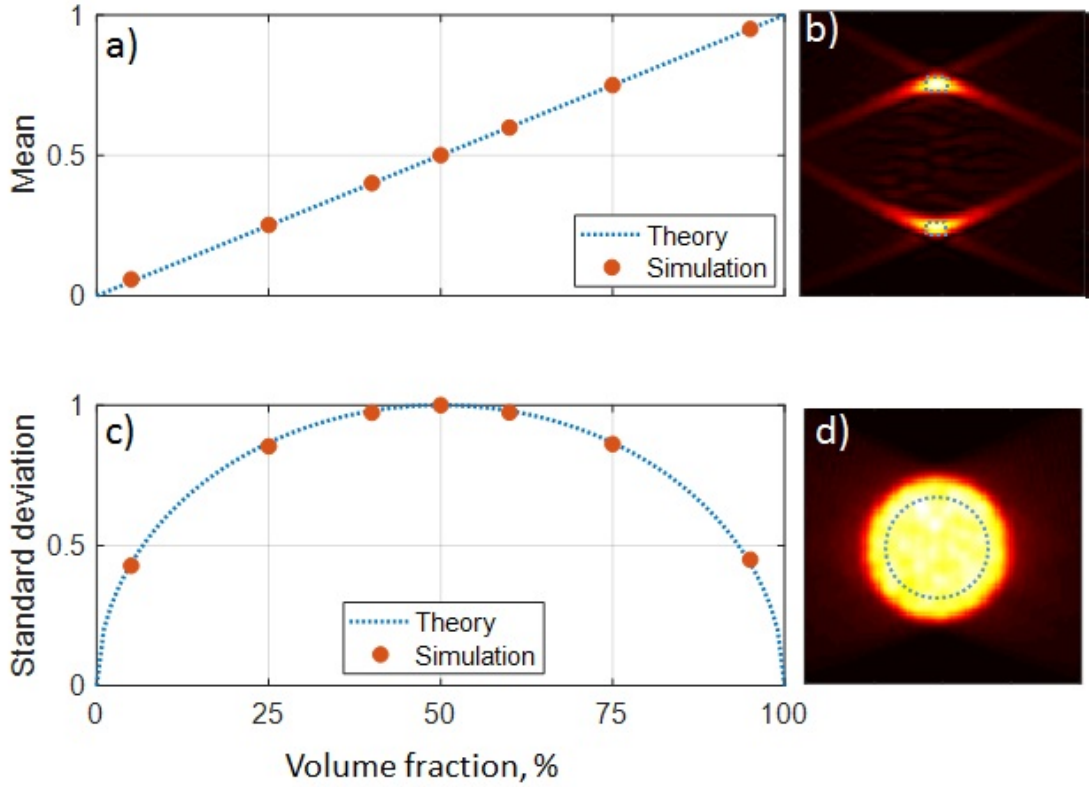 a)
1
0.5
0
Mean
Theory
Simulation
b)
c)
1
0.5
0
Standard deviation
Theory
Simulation
0 25 50 75 100
Volume fraction, %
d)